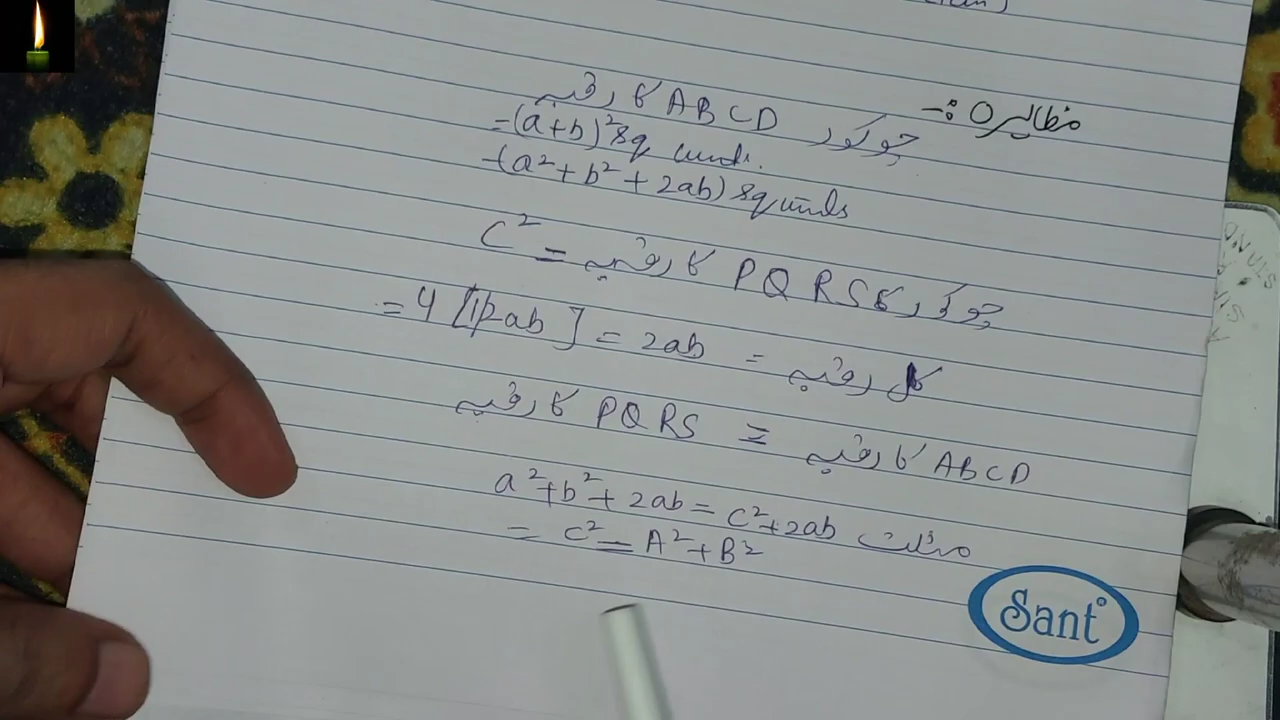 مظاہرہ :-
چوکور ABCD کا رقبہ
=(a+b)² sq units.
=(a²+b²+2ab) sq units
چوکور PQRS کا رقبہ = c²
کل رقبہ = 2ab = 4 [1/2ab] =
ABCD کا رقبہ = PQRS کا رقبہ
a²+b²+2ab = c²+2ab مثلث
= c² = A²+B²
Sant